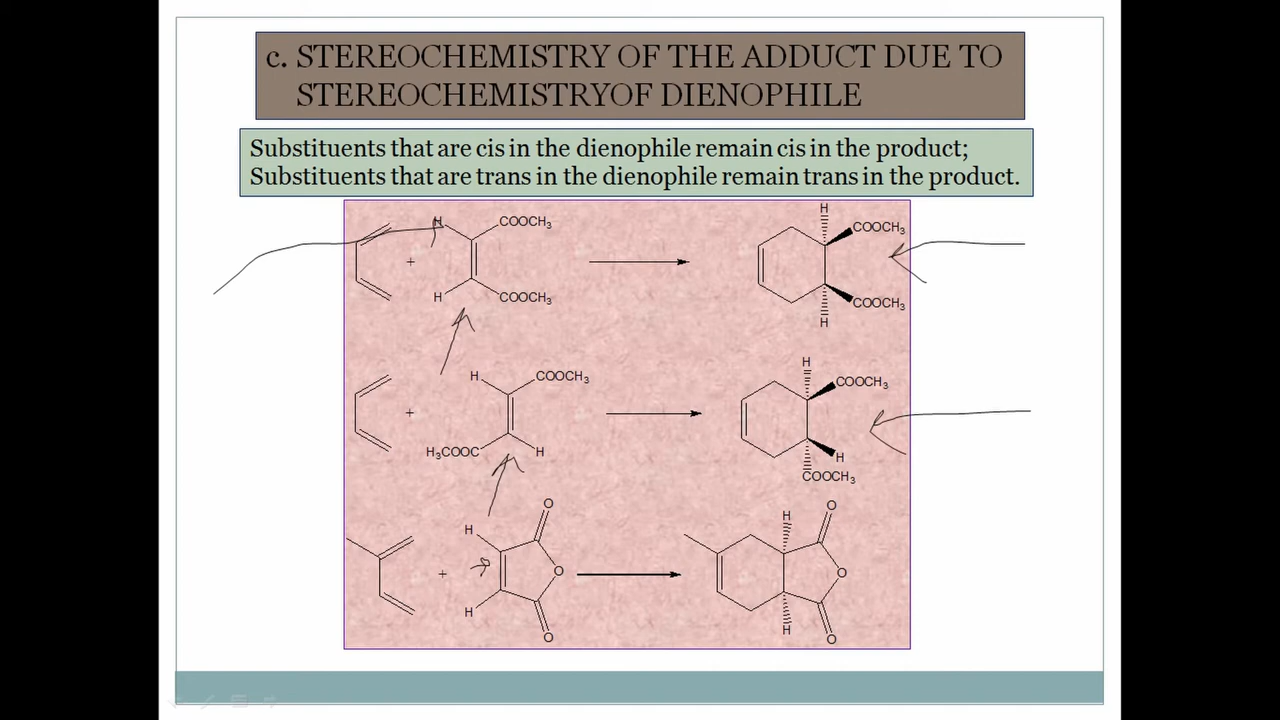 c. STEREOCHEMISTRY OF THE ADDUCT DUE TO
STEREOCHEMISTRYOF DIENOPHILE
Substituents that are cis in the dienophile remain cis in the product;
Substituents that are trans in the dienophile remain trans in the product.
H COOCH3 H COOCH3
+
H COOCH3 COOCH3 H
H COOCH3 H COOCH3
+
H3COOC H H COOCH3
H O H O
+ O O
H O H O